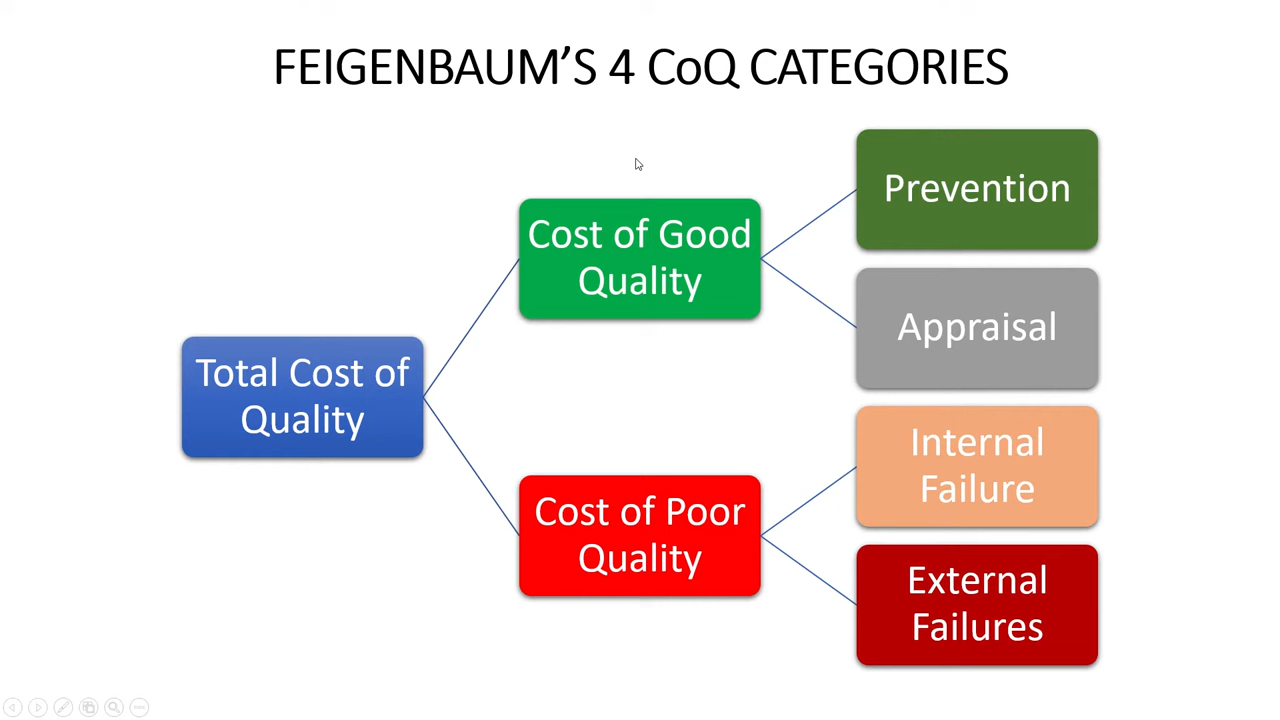 FEIGENBAUM’S 4 CoQ CATEGORIES
Prevention
Cost of Good
Quality
Appraisal
Total Cost of
Quality
Internal
Failure
Cost of Poor
Quality
External
Failures